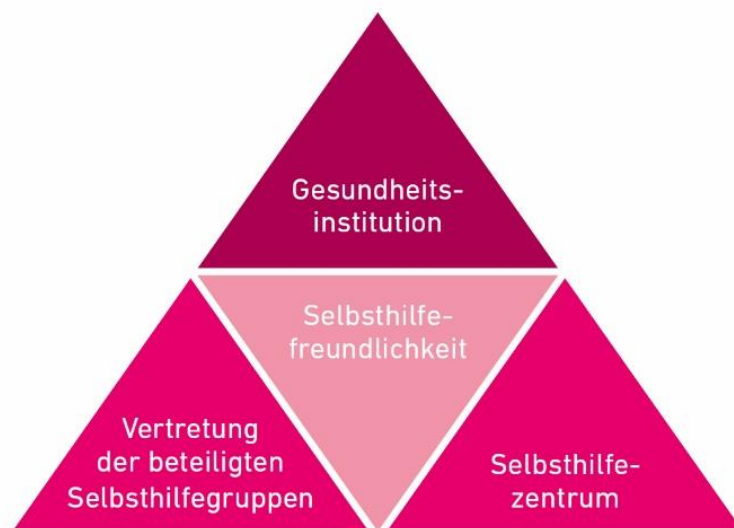 Gesundheits-
institution
Selbsthilfe-
freundlichkeit
Vertretung
der beteiligten
Selbsthilfegruppen
Selbsthilfe-
zentrum